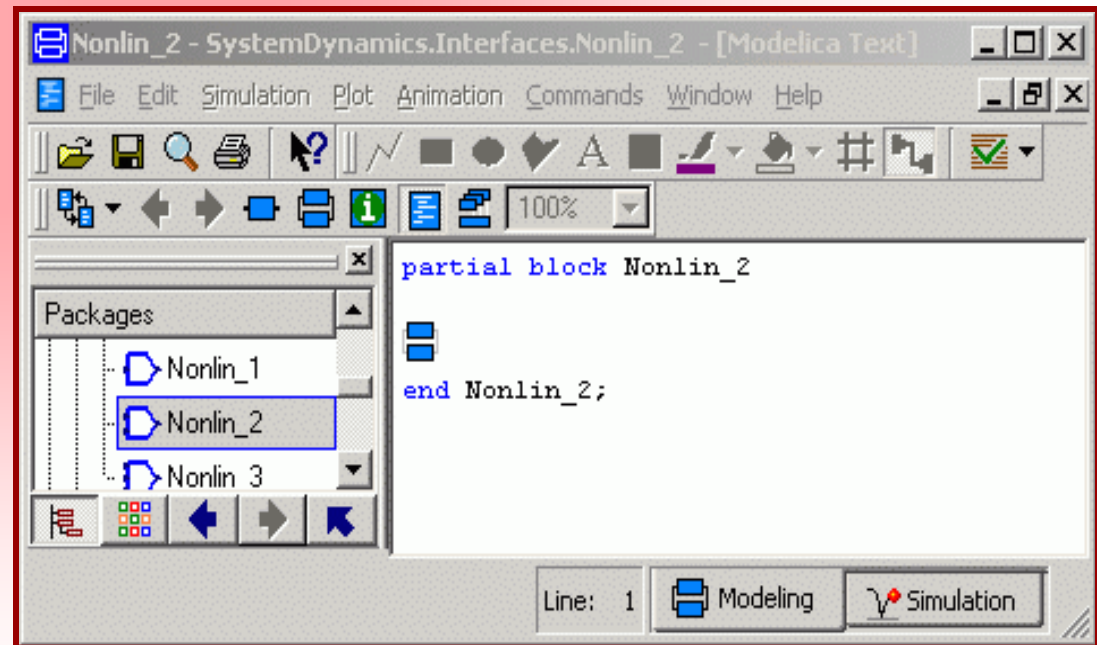 Nonlin_2 - SystemDynamics.Interfaces.Nonlin_2 - [Modelica Text]
File Edit Simulation Plot Animation Commands Window Help
100%
Packages
Nonlin_1
Nonlin_2
Nonlin_3
partial block Nonlin_2
end Nonlin_2;
Line: 1 Modeling Simulation